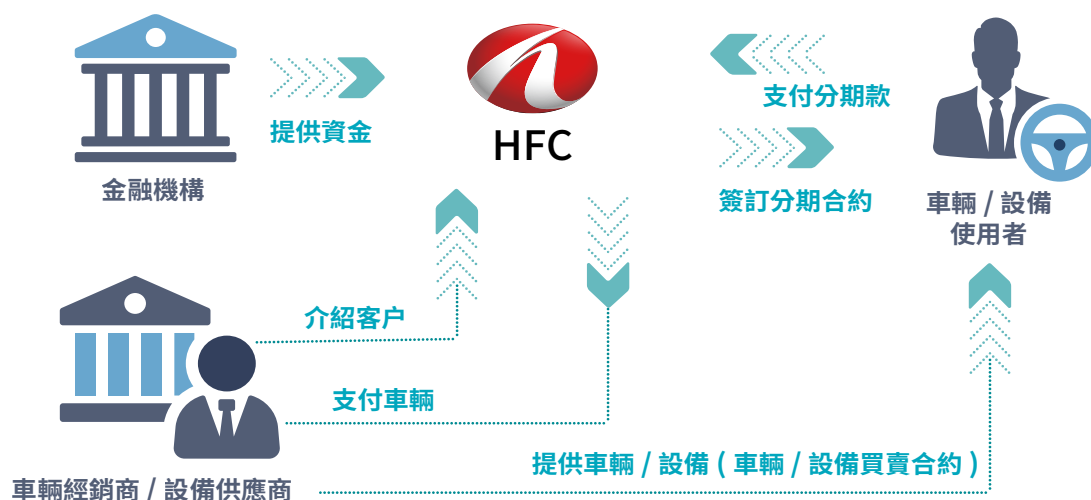 提供資金
HFC
支付分期款
簽訂分期合約
金融機構
車輛 / 設備
使用者
介紹客户
支付車輛
提供車輛 / 設備 ( 車輛 / 設備買賣合約 )
車輛經銷商 / 設備供應商